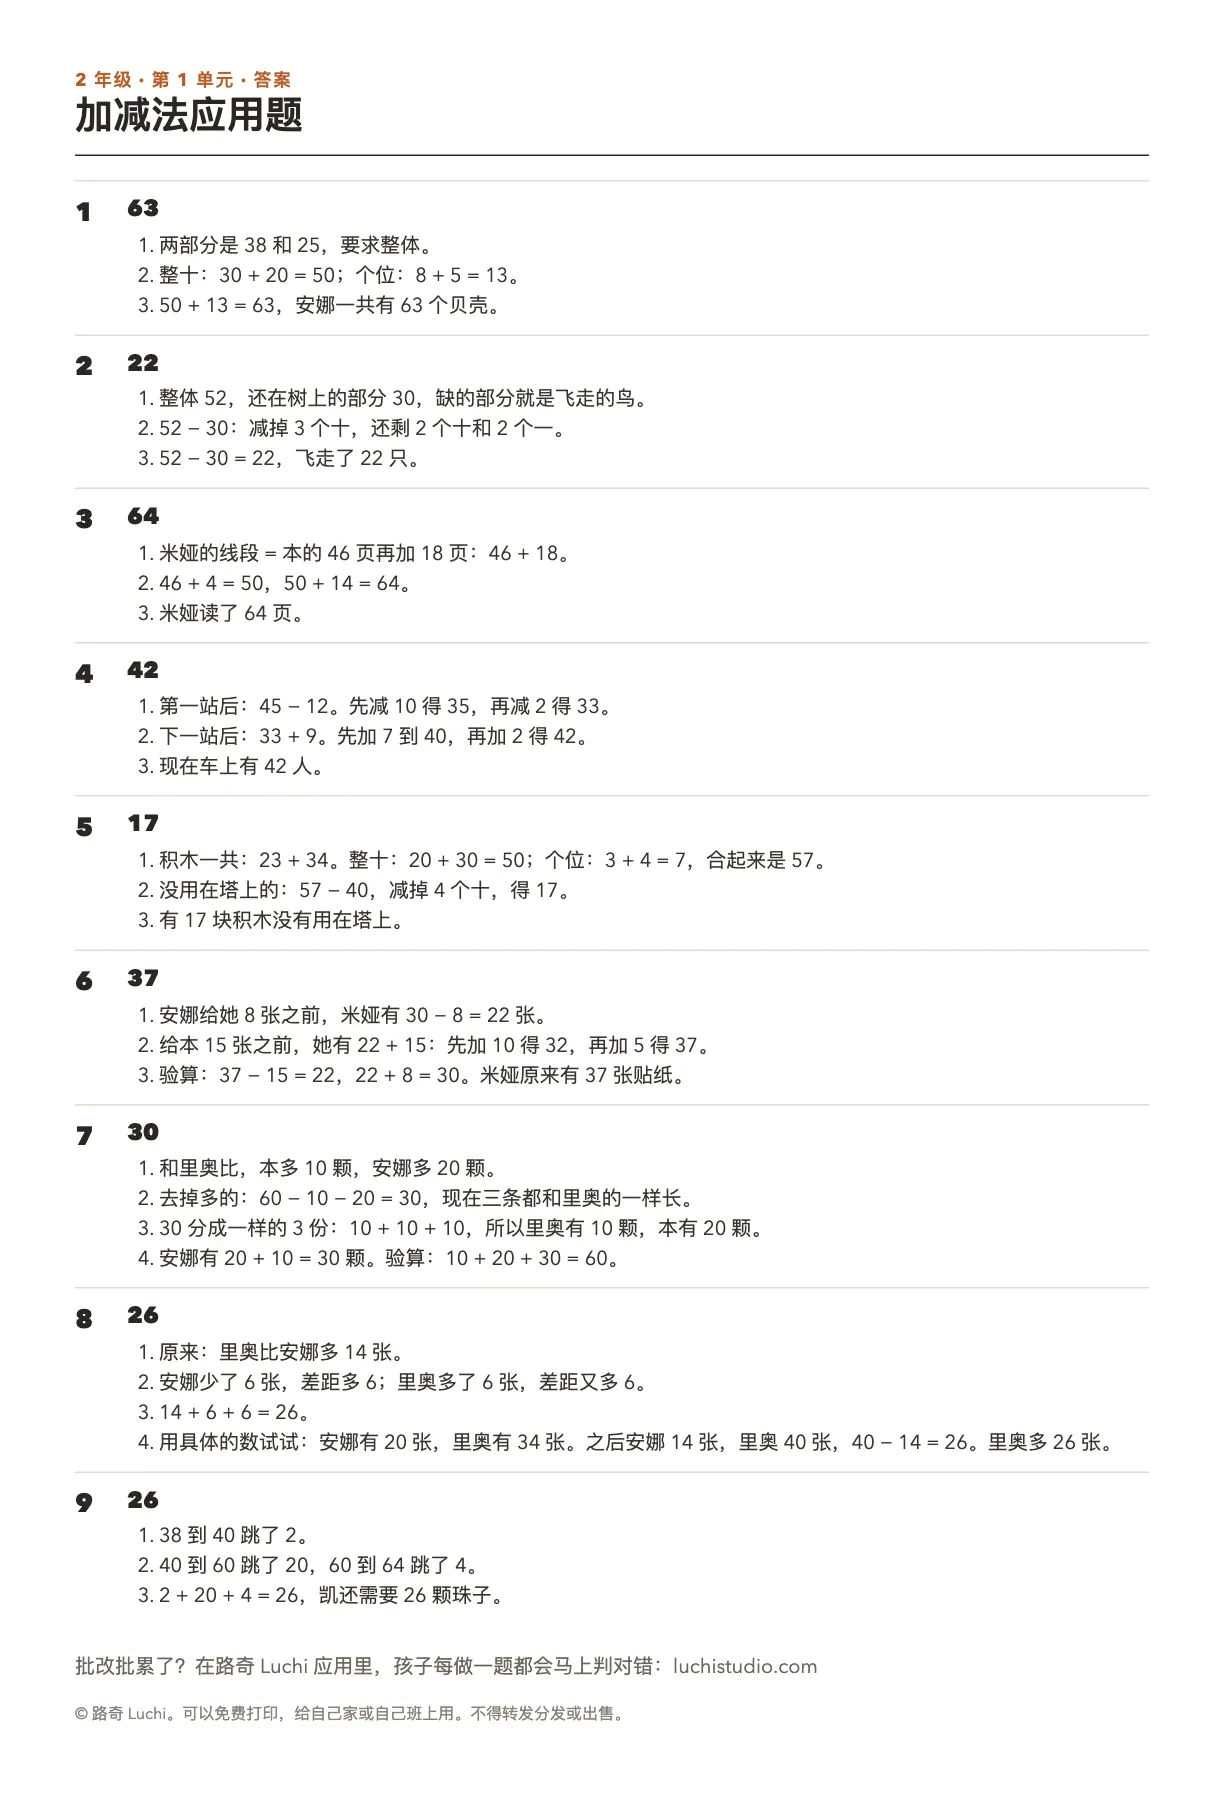 2 年级 · 第 1 单元 · 答案
加减法应用题
1 63
1. 两部分是 38 和 25，要求整体。
2. 整十：30 + 20 = 50；个位：8 + 5 = 13。
3. 50 + 13 = 63，安娜一共有 63 个贝壳。
2 22
1. 整体 52，还在树上的部分 30，缺的部分就是飞走的鸟。
2. 52 − 30：减掉 3 个十，还剩 2 个十和 2 个一。
3. 52 − 30 = 22，飞走了 22 只。
3 64
1. 米娅的线段 = 本的 46 页再加 18 页：46 + 18。
2. 46 + 4 = 50，50 + 14 = 64。
3. 米娅读了 64 页。
4 42
1. 第一站后：45 − 12。先减 10 得 35，再减 2 得 33。
2. 下一站后：33 + 9。先加 7 到 40，再加 2 得 42。
3. 现在车上有 42 人。
5 17
1. 积木一共：23 + 34。整十：20 + 30 = 50；个位：3 + 4 = 7，合起来是 57。
2. 没用在塔上的：57 − 40，减掉 4 个十，得 17。
3. 有 17 块积木没有用在塔上。
6 37
1. 安娜给她 8 张之前，米娅有 30 − 8 = 22 张。
2. 给本 15 张之前，她有 22 + 15：先加 10 得 32，再加 5 得 37。
3. 验算：37 − 15 = 22，22 + 8 = 30。米娅原来有 37 张贴纸。
7 30
1. 和里奥比，本多 10 颗，安娜多 20 颗。
2. 去掉多的：60 − 10 − 20 = 30，现在三条都和里奥的一样长。
3. 30 分成一样的 3 份：10 + 10 + 10，所以里奥有 10 颗，本有 20 颗。
4. 安娜有 20 + 10 = 30 颗。验算：10 + 20 + 30 = 60。
8 26
1. 原来：里奥比安娜多 14 张。
2. 安娜少了 6 张，差距多 6；里奥多了 6 张，差距又多 6。
3. 14 + 6 + 6 = 26。
4. 用具体的数试试：安娜有 20 张，里奥有 34 张。之后安娜 14 张，里奥 40 张，40 − 14 = 26。里奥多 26 张。
9 26
1. 38 到 40 跳了 2。
2. 40 到 60 跳了 20，60 到 64 跳了 4。
3. 2 + 20 + 4 = 26，凯还需要 26 颗珠子。
批改批累了？在路奇 Luchi 应用里，孩子每做一题都会马上判对错：luchistudio.com
© 路奇 Luchi。可以免费打印，给自己家或自己班上用。不得转发分发或出售。